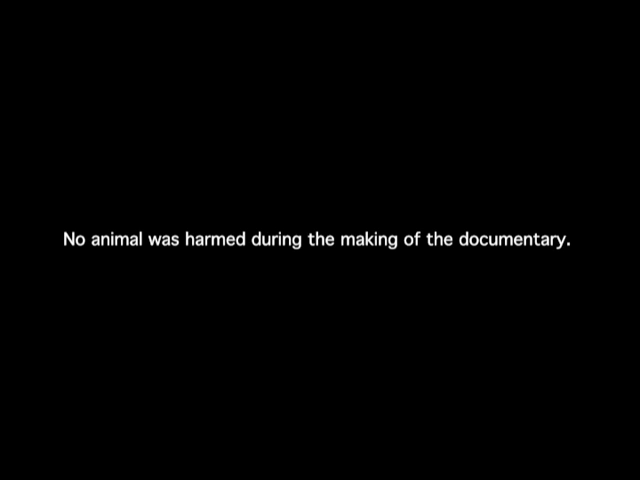 No animal was harmed during the making of the documentary.